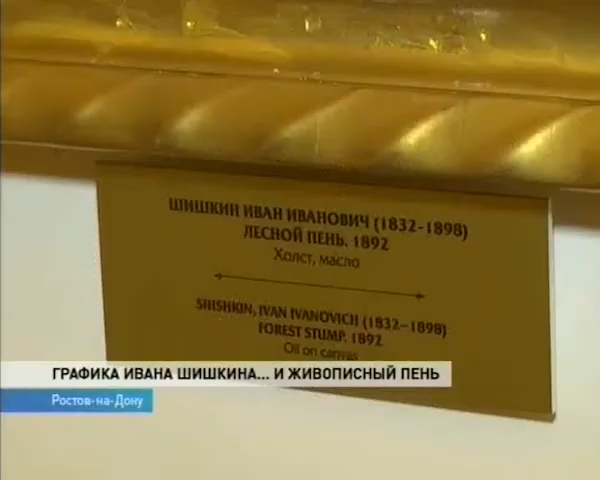 ШИШКИН ИВАН ИВАНОВИЧ (1832-1898)
ЛЕСНОЙ ПЕНЬ. 1892
Холст, масло
SHISHKIN, IVAN IVANOVICH (1832-1898)
FOREST STUMP. 1892
Oil on canvas
ГРАФИКА ИВАНА ШИШКИНА... И ЖИВОПИСНЫЙ ПЕНЬ
Ростов-на-Дону